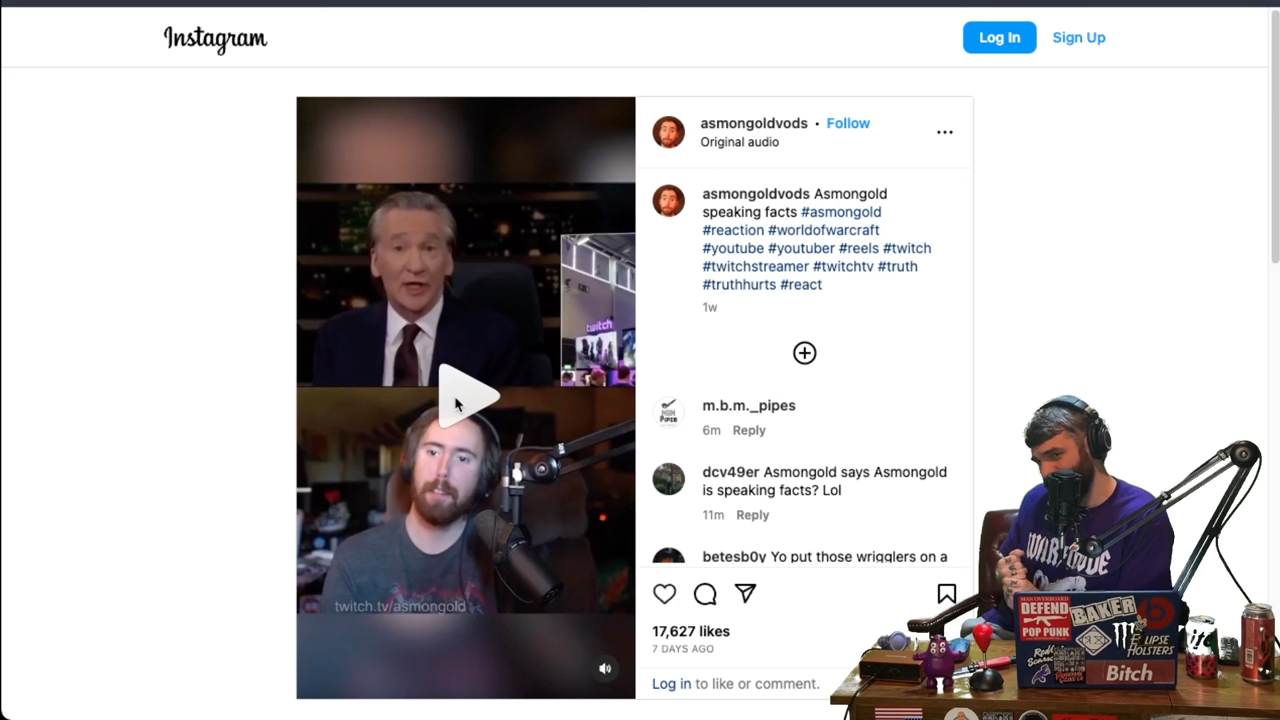 Instagram
Log In
Sign Up
asmongoldvods • Follow
Original audio
asmongoldvods Asmongold
speaking facts #asmongold
#reaction #worldofwarcraft
#youtube #youtuber #reels #twitch
#twitchstreamer #twitchtv #truth
#truthhurts #react
1w
m.b.m._pipes
6m Reply
dcv49er Asmongold says Asmongold
is speaking facts? Lol
11m Reply
betesb0y Yo put those wrigglers on a
17,627 likes
7 DAYS AGO
Log in to like or comment.
twitch
twitch.tv/asmongold
MAN OVERBOARD
DEFEND
POP PUNK
BAKER
ECLIPSE
HOLSTERS
Bitch